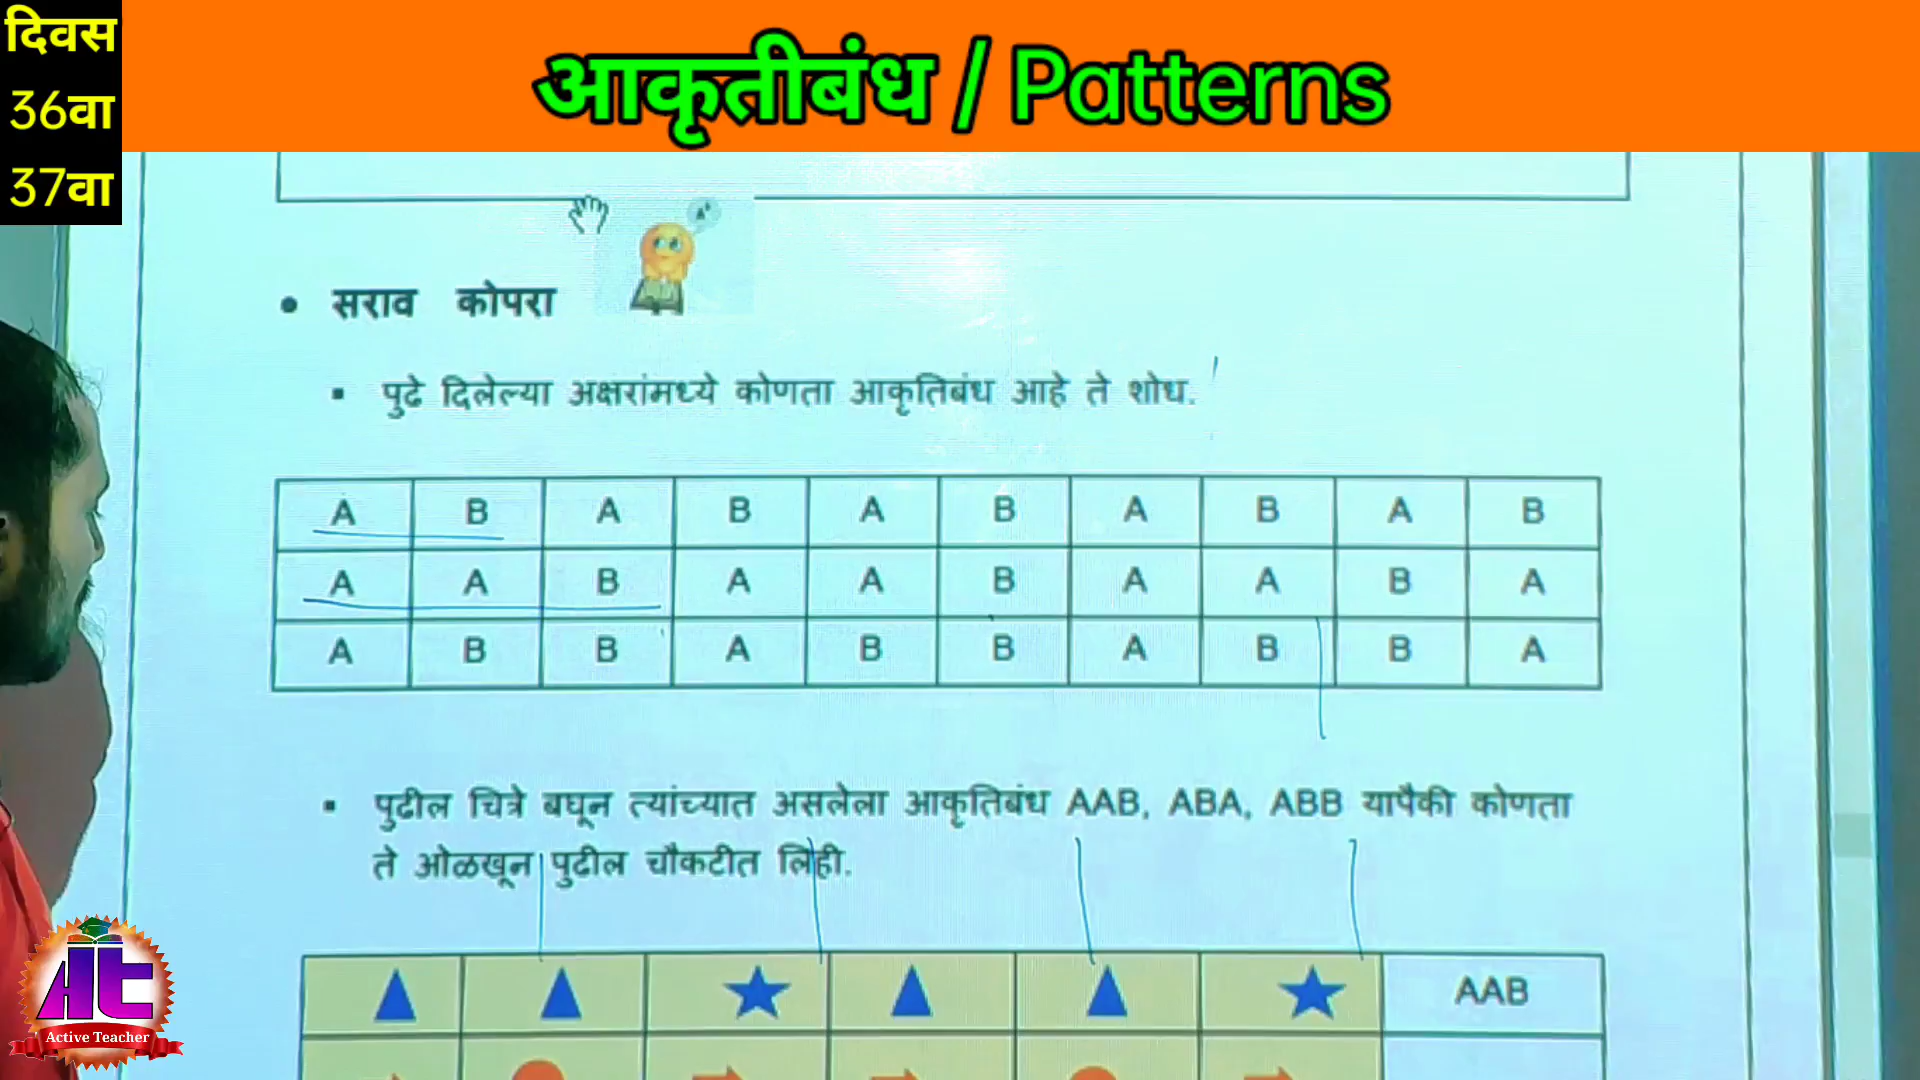 दिवस
36वा
37वा
आकृतीबंध / Patterns
A+
• सराव कोपरा
▪ पुढे दिलेल्या अक्षरांमध्ये कोणता आकृतिबंध आहे ते शोध.
A B A B A B A B A B
A A B A A B A A B A
A B B A B B A B B A
▪ पुढील चित्रे बघून त्यांच्यात असलेला आकृतिबंध AAB, ABA, ABB यापैकी कोणता
ते ओळखून पुढील चौकटीत लिही.
AAB
At
Active Teacher